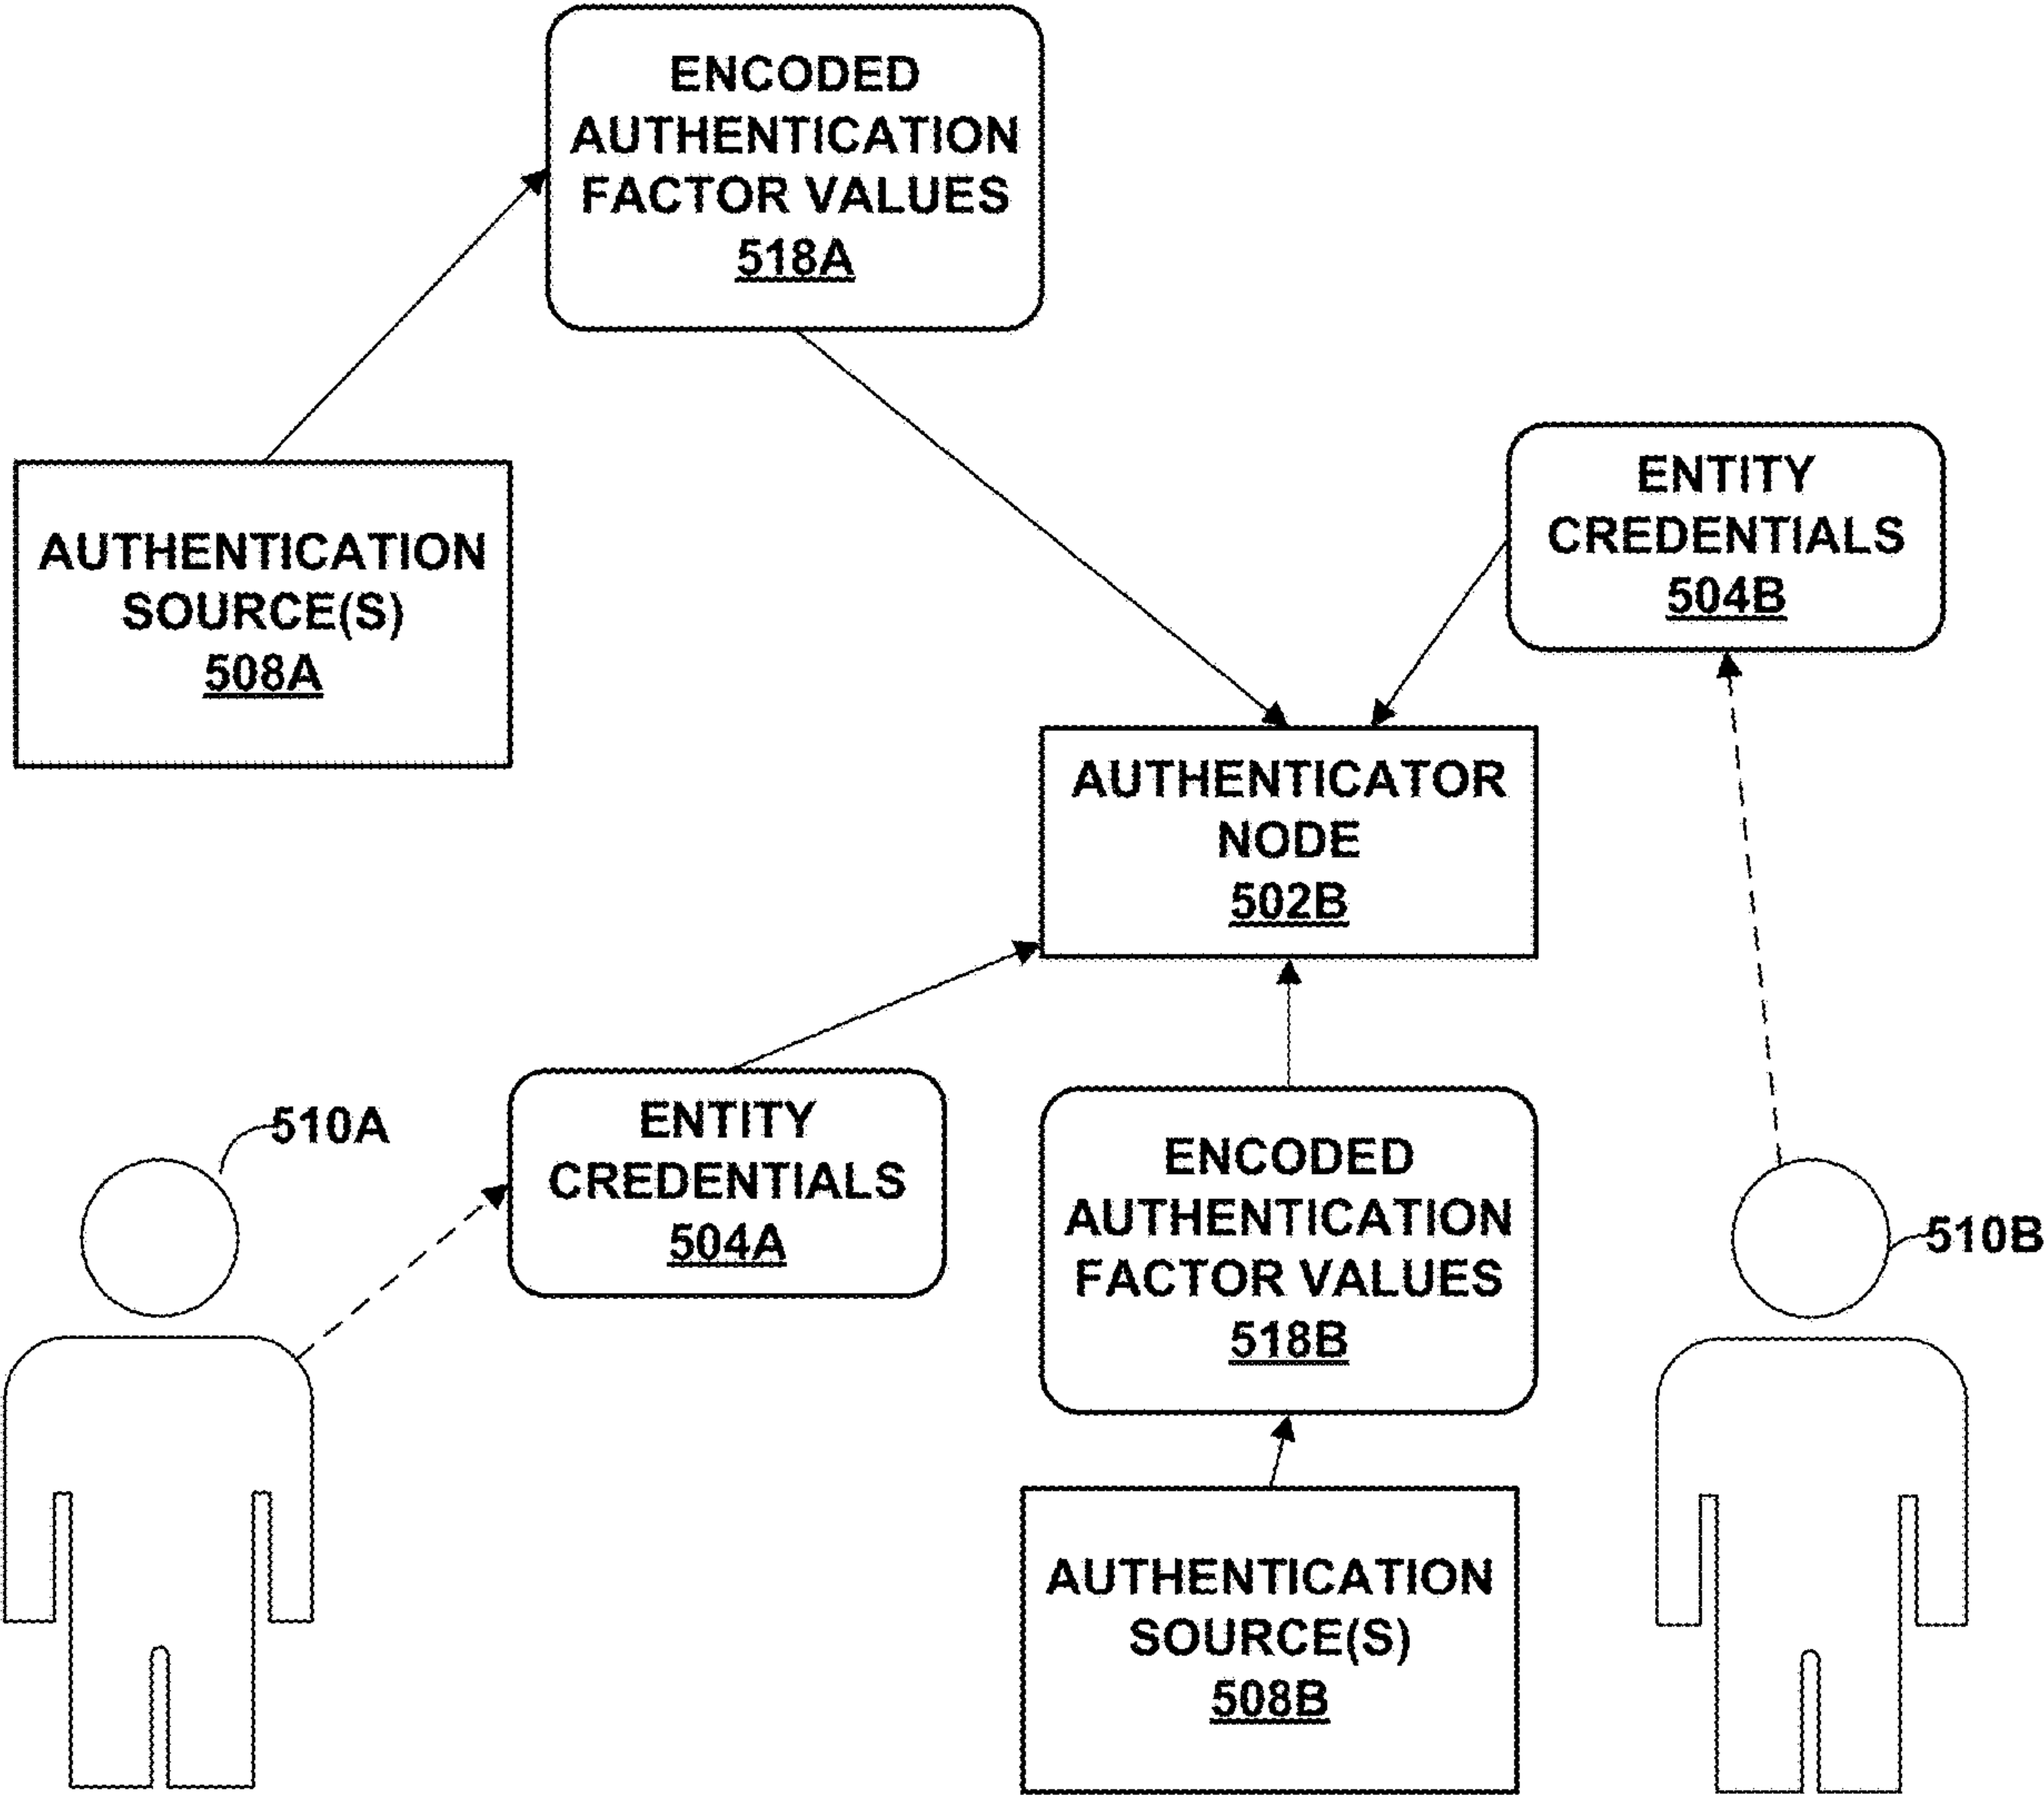 ENCODED
AUTHENTICATION
FACTOR VALUES
518A
AUTHENTICATION
SOURCE(S)
508A
ENTITY
CREDENTIALS
504B
AUTHENTICATOR
NODE
502B
510A
ENTITY
CREDENTIALS
504A
ENCODED
AUTHENTICATION
FACTOR VALUES
518B
510B
AUTHENTICATION
SOURCE(S)
508B